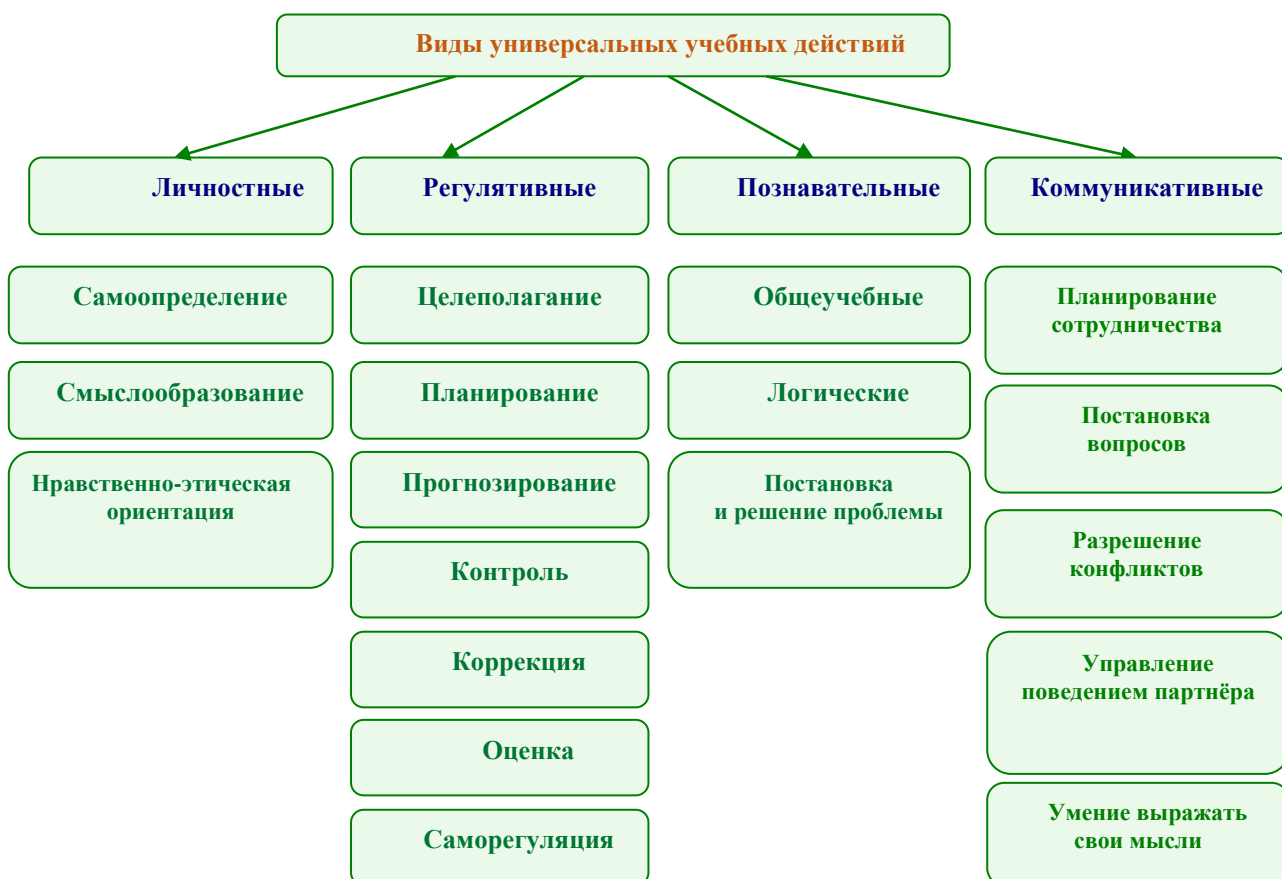 Виды универсальных учебных действий
Личностные
Регулятивные
Познавательные
Коммуникативные
Самоопределение
Смыслообразование
Нравственно-этическая
ориентация
Целеполагание
Планирование
Прогнозирование
Контроль
Коррекция
Оценка
Саморегуляция
Общеучебные
Логические
Постановка
и решение проблемы
Планирование
сотрудничества
Постановка
вопросов
Разрешение
конфликтов
Управление
поведением партнёра
Умение выражать
свои мысли